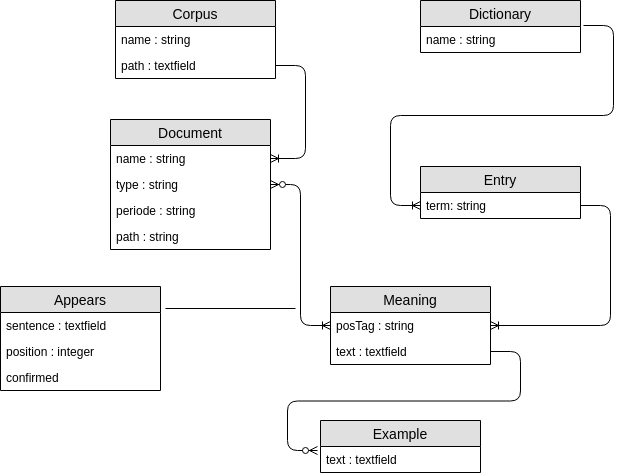 Corpus
name : string
path : textfield
Dictionary
name : string
Document
name : string
type : string
periode : string
path : string
Entry
term: string
Appears
sentence : textfield
position : integer
confirmed
Meaning
posTag : string
text : textfield
Example
text : textfield